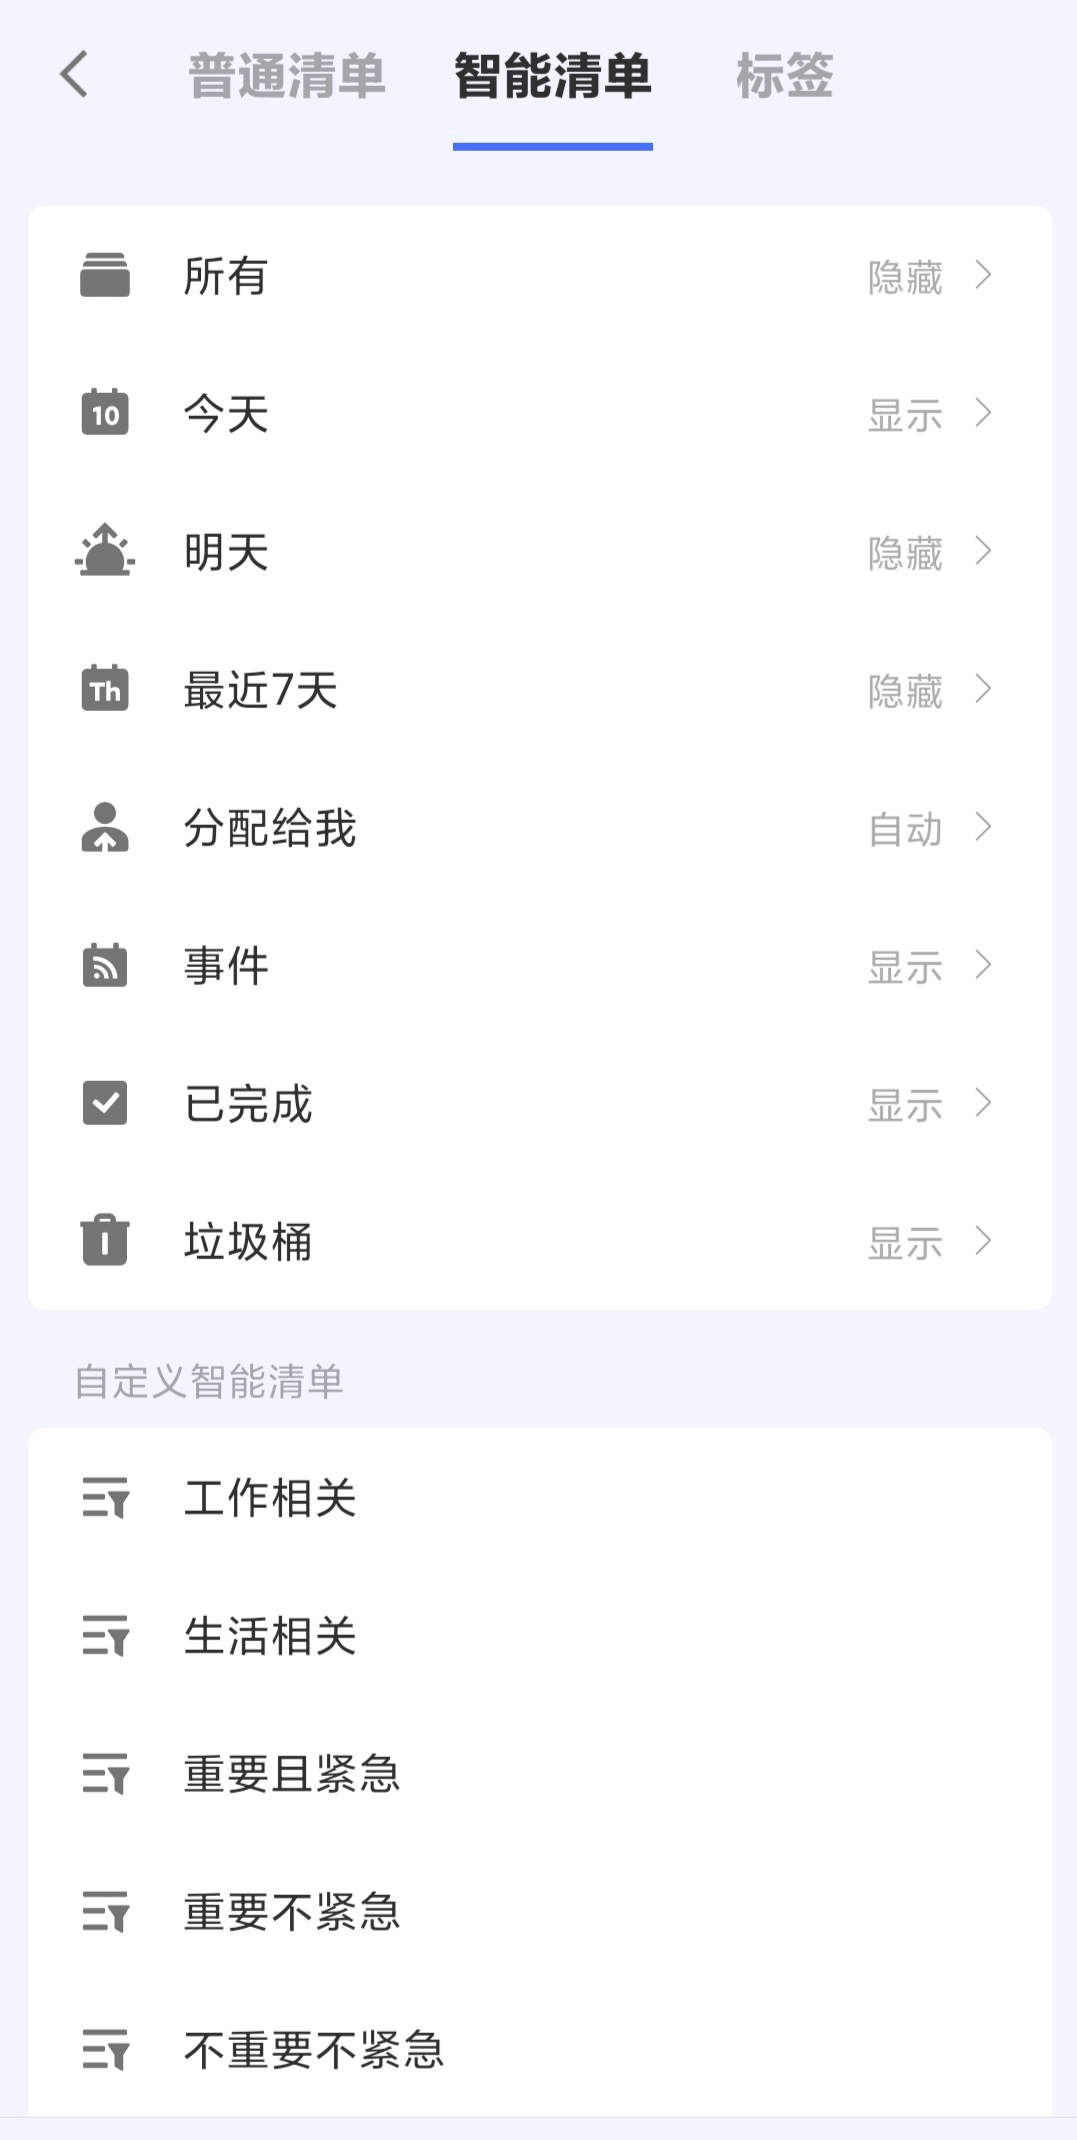 普通清单 智能清单 标签
所有 隐藏
10 今天 显示
明天 隐藏
Th 最近7天 隐藏
分配给我 自动
事件 显示
已完成 显示
垃圾桶 显示
自定义智能清单
工作相关
生活相关
重要且紧急
重要不紧急
不重要不紧急